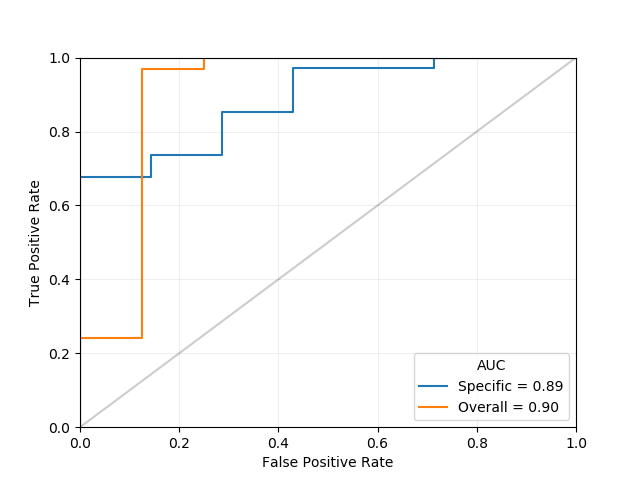 1.0
0.8
0.6
0.4
0.2
0.0
True Positive Rate
AUC
Specific = 0.89
Overall = 0.90
0.0 0.2 0.4 0.6 0.8 1.0
False Positive Rate